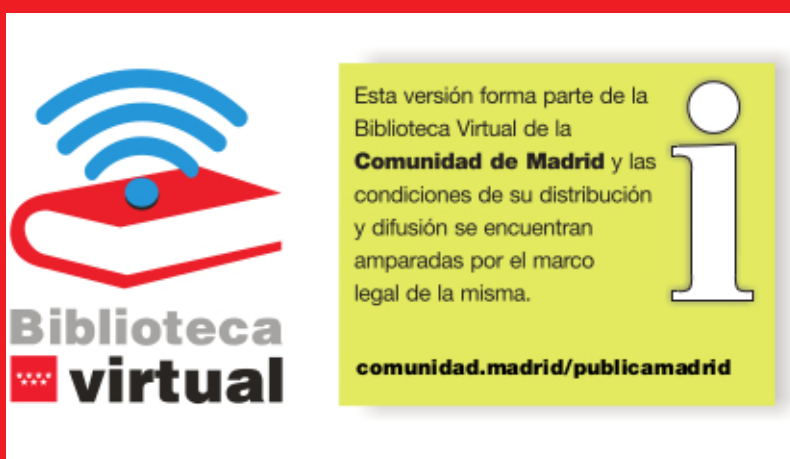 Biblioteca
virtual
Esta versión forma parte de la
Biblioteca Virtual de la
Comunidad de Madrid y las
condiciones de su distribución
y difusión se encuentran
amparadas por el marco
legal de la misma.
comunidad.madrid/publicamadrid
i